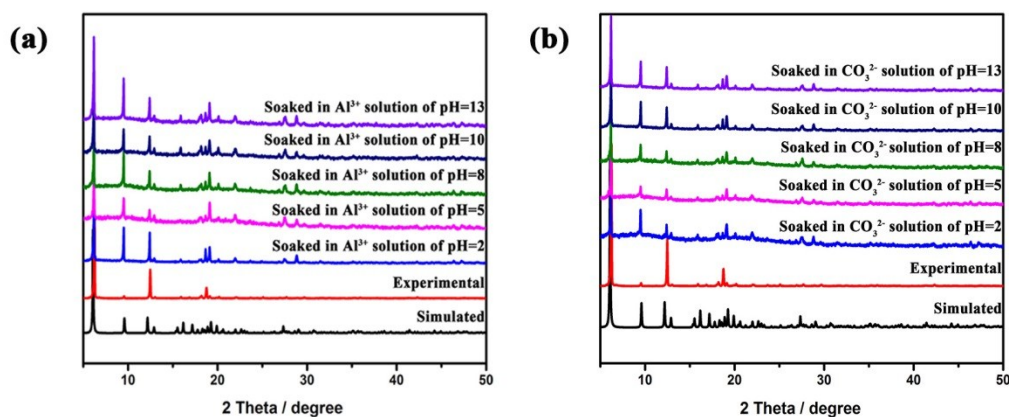 (a)
Soaked in Al³⁺ solution of pH=13
Soaked in Al³⁺ solution of pH=10
Soaked in Al³⁺ solution of pH=8
Soaked in Al³⁺ solution of pH=5
Soaked in Al³⁺ solution of pH=2
Experimental
Simulated
10
20
30
40
50
2 Theta / degree
(b)
Soaked in CO₃²⁻ solution of pH=13
Soaked in CO₃²⁻ solution of pH=10
Soaked in CO₃²⁻ solution of pH=8
Soaked in CO₃²⁻ solution of pH=5
Soaked in CO₃²⁻ solution of pH=2
Experimental
Simulated
10
20
30
40
50
2 Theta / degree